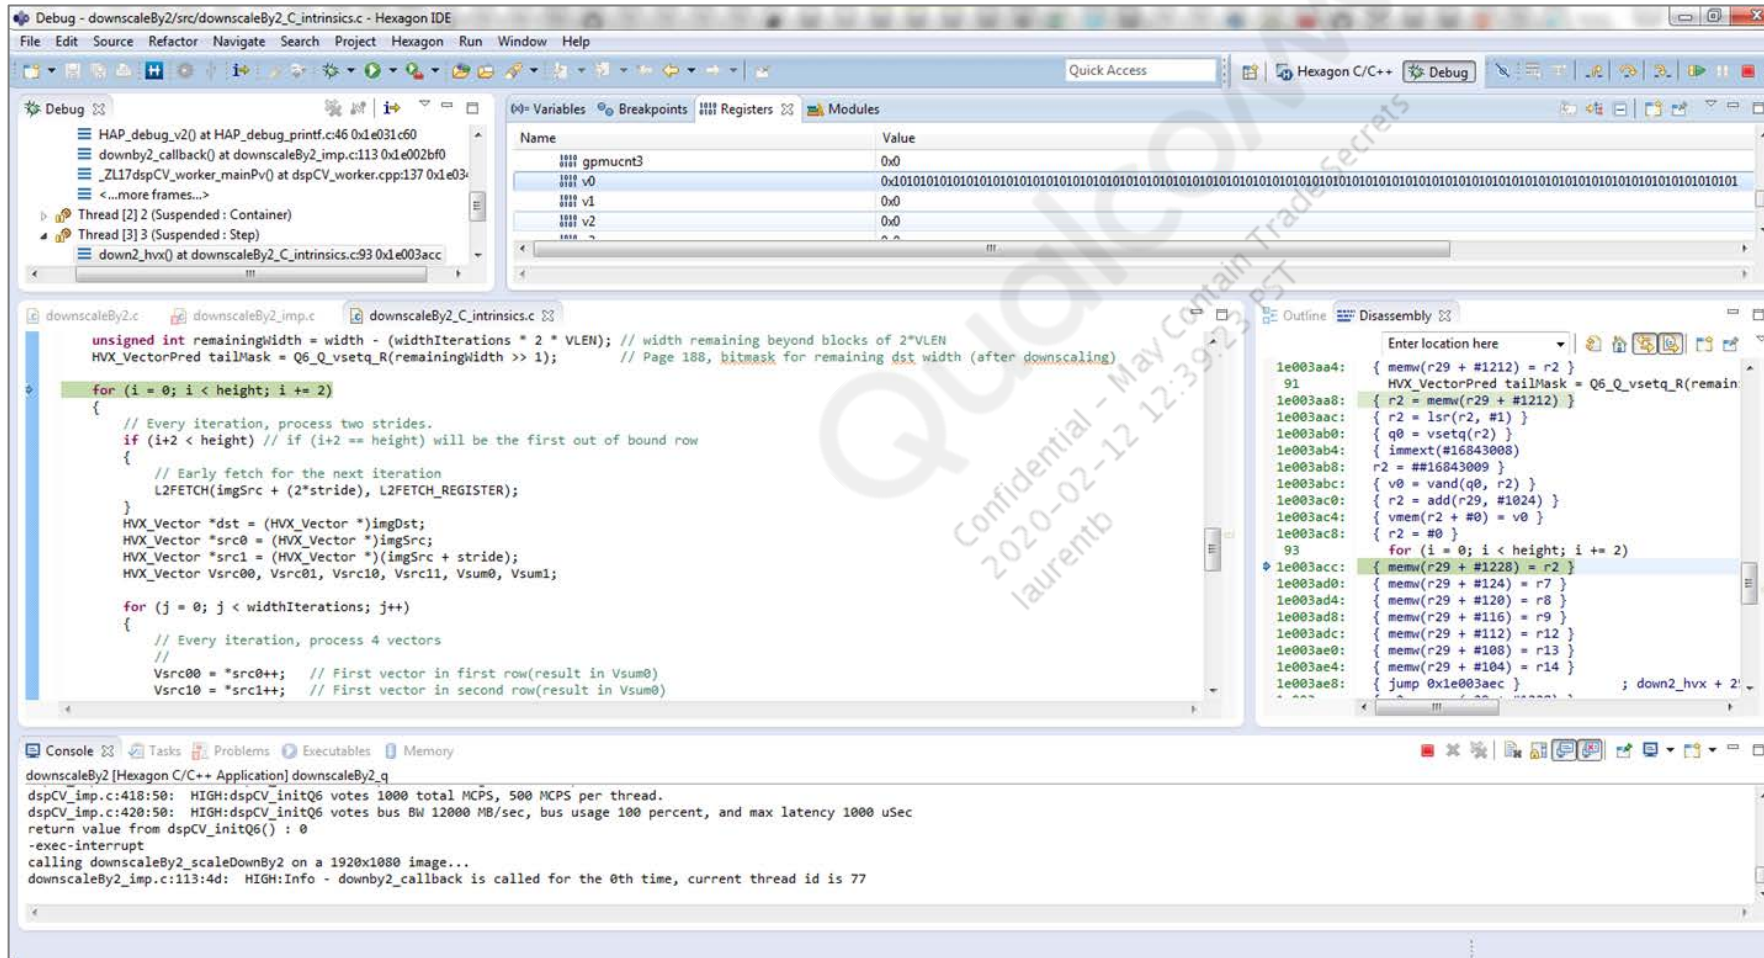 Debug - downscaleBy2/src/downscaleBy2_C_intrinsics.c - Hexagon IDE
File Edit Source Refactor Navigate Search Project Hexagon Run Window Help
Quick Access
Hexagon C/C++
Debug
Debug
HAP_debug_v2() at HAP_debug_printf.c:46 0x1e031c60
downby2_callback() at downscaleBy2_imp.c:113 0x1e002bf0
_ZL17dspCV_worker_mainPv() at dspCV_worker.cpp:137 0x1e03
<...more frames...>
Thread [2] 2 (Suspended : Container)
Thread [3] 3 (Suspended : Step)
down2_hvx() at downscaleBy2_C_intrinsics.c:93 0x1e003acc
(x)= Variables Breakpoints Registers Modules
Name Value
gpmucnt3 0x0
v0
v1 0x0
v2 0x0
downscaleBy2.c downscaleBy2_imp.c downscaleBy2_C_intrinsics.c
unsigned int remainingWidth = width - (widthIterations * 2 * VLEN); // width remaining beyond blocks of 2*VLEN
HVX_VectorPred tailMask = Q6_Q_vsetq_R(remainingWidth >> 1); // Page 188, bitmask for remaining dst width (after downscaling)
for (i = 0; i < height; i += 2)
{
// Every iteration, process two strides.
if (i+2 < height) // if (i+2 == height) will be the first out of bound row
{
// Early fetch for the next iteration
L2FETCH(imgSrc + (2*stride), L2FETCH_REGISTER);
}
HVX_Vector *dst = (HVX_Vector *)imgDst;
HVX_Vector *src0 = (HVX_Vector *)imgSrc;
HVX_Vector *src1 = (HVX_Vector *)(imgSrc + stride);
HVX_Vector Vsrc00, Vsrc01, Vsrc10, Vsrc11, Vsum0, Vsum1;
for (j = 0; j < widthIterations; j++)
{
// Every iteration, process 4 vectors
//
Vsrc00 = *src0++; // First vector in first row(result in Vsum0)
Vsrc10 = *src1++; // First vector in second row(result in Vsum0)
Outline Disassembly
Enter location here
1e003aa4: { memw(r29 + #1212) = r2 }
91 HVX_VectorPred tailMask = Q6_Q_vsetq_R(remain
1e003aa8: { r2 = memw(r29 + #1212) }
1e003aac: { r2 = lsr(r2, #1) }
1e003ab0: { q0 = vsetq(r2) }
1e003ab4: { immext(#16843008)
1e003ab8: r2 = ##16843009 }
1e003abc: { v0 = vand(q0, r2) }
1e003ac0: { r2 = add(r29, #1024) }
1e003ac4: { vmem(r2 + #0) = v0 }
1e003ac8: { r2 = #0 }
93 for (i = 0; i < height; i += 2)
1e003acc: { memw(r29 + #1228) = r2 }
1e003ad0: { memw(r29 + #124) = r7 }
1e003ad4: { memw(r29 + #120) = r8 }
1e003ad8: { memw(r29 + #116) = r9 }
1e003adc: { memw(r29 + #112) = r12 }
1e003ae0: { memw(r29 + #108) = r13 }
1e003ae4: { memw(r29 + #104) = r14 }
1e003ae8: { jump 0x1e003aec } ; down2_hvx +
Console Tasks Problems Executables Memory
downscaleBy2 [Hexagon C/C++ Application] downscaleBy2_q
dspCV_imp.c:418:50: HIGH:dspCV_initQ6 votes 1000 total MCPS, 500 MCPS per thread.
dspCV_imp.c:420:50: HIGH:dspCV_initQ6 votes bus BW 12000 MB/sec, bus usage 100 percent, and max latency 1000 uSec
return value from dspCV_initQ6() : 0
-exec-interrupt
calling downscaleBy2_scaleDownBy2 on a 1920x1080 image...
downscaleBy2_imp.c:113:4d: HIGH:Info - downby2_callback is called for the 0th time, current thread id is 77
Confidential - May Contain Trade Secrets
2020-02-12 12:39:23 PST
laurentb